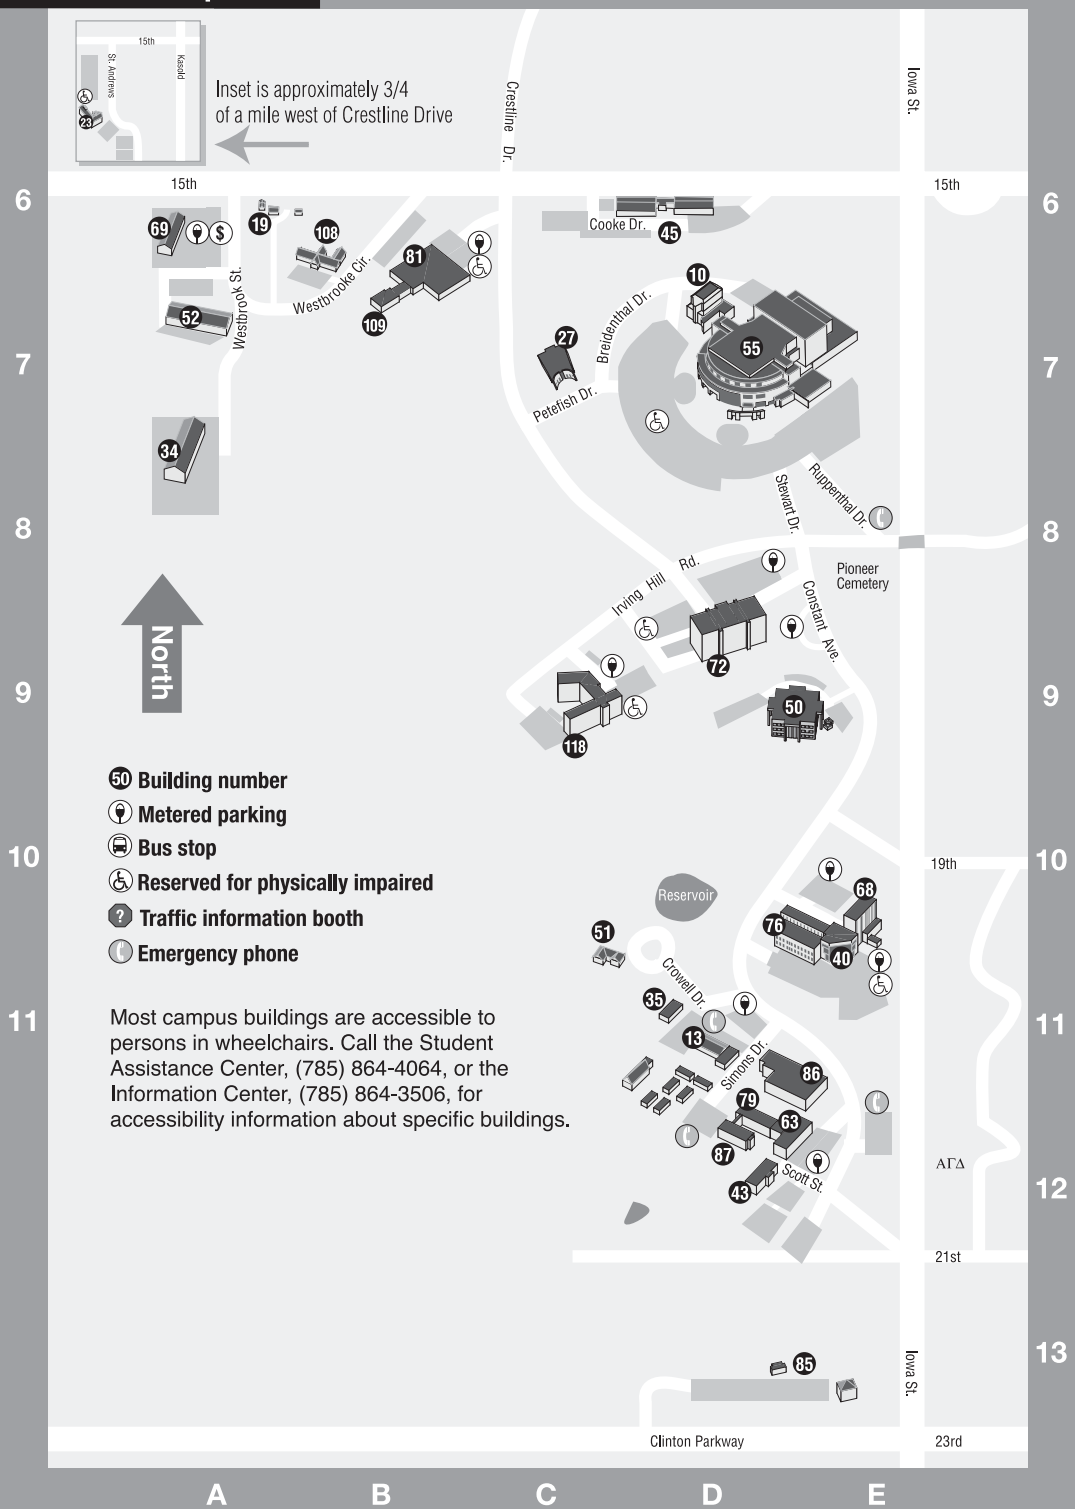 15th
St. Andrews
Kasold
23
Inset is approximately 3/4
of a mile west of Crestline Drive
Crestline Dr.
Iowa St.
15th
15th
6
6
69
$
19
108
Westbrooke Cir.
81
109
Cooke Dr.
45
10
Westbrook St.
52
Breidenthal Dr.
27
55
7
7
Petefish Dr.
34
Stewart Dr.
Ruppenthal Dr.
8
8
Irving Hill Rd.
Pioneer
Cemetery
Constant Ave.
North
72
9
9
50
118
50 Building number
Metered parking
Bus stop
Reserved for physically impaired
? Traffic information booth
Emergency phone
10
10
19th
Reservoir
68
76
40
51
Crowell Dr.
35
11
11
Most campus buildings are accessible to
persons in wheelchairs. Call the Student
Assistance Center, (785) 864-4064, or the
Information Center, (785) 864-3506, for
accessibility information about specific buildings.
13
Simons Dr.
86
79
63
87
43
Scott St.
ΑΓΔ
12
12
21st
13
85
Iowa St.
Clinton Parkway
23rd
A
B
C
D
E